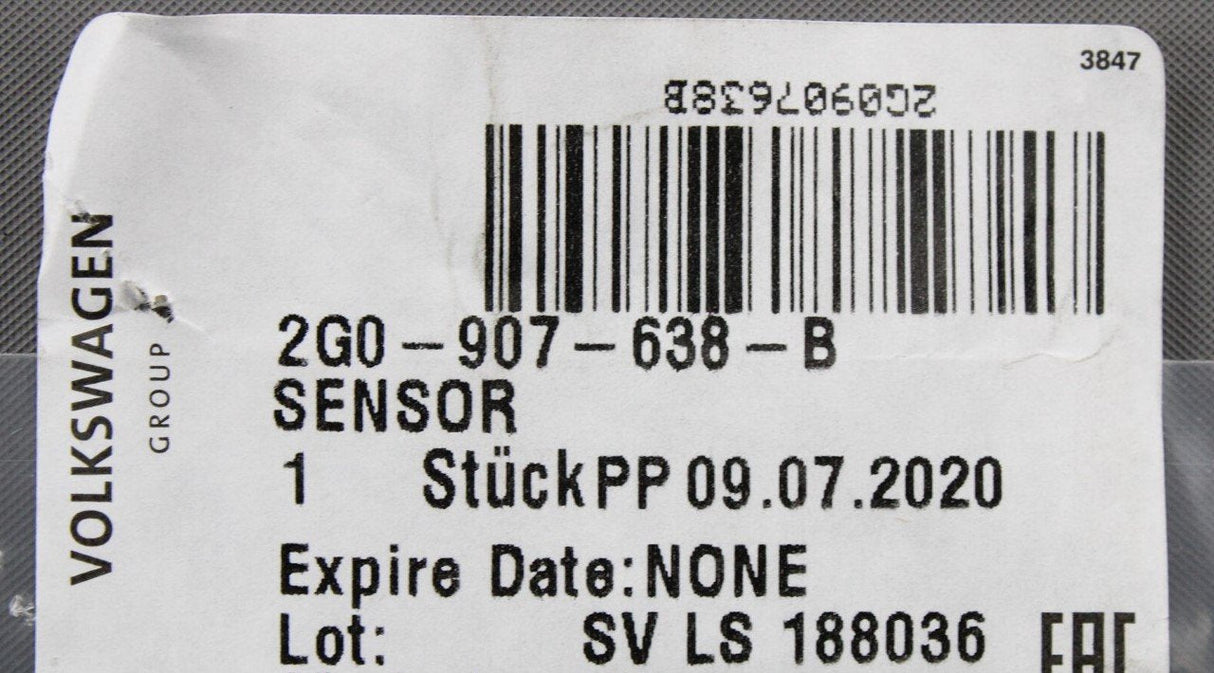 3847
2G0907638B
2G0-907-638-B
SENSOR
1 Stück PP 09.07.2020
Expire Date: NONE
Lot: SV LS 188036
EAC
VOLKSWAGEN
GROUP